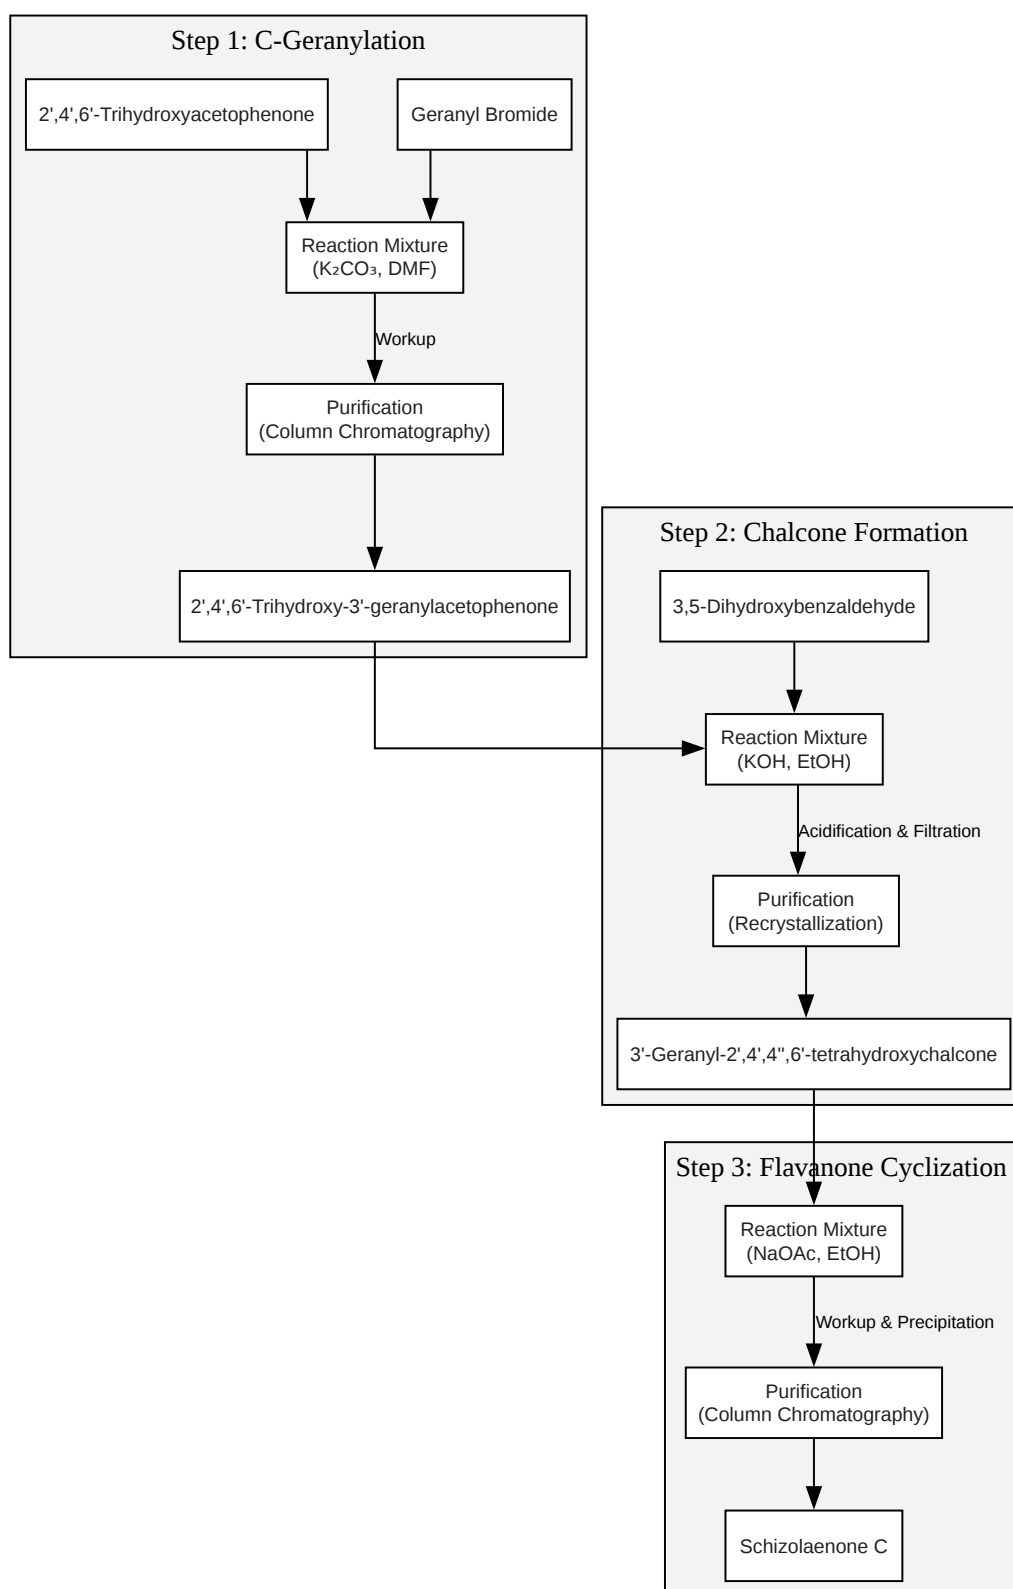 Step 1: C-Geranylation
2',4',6'-Trihydroxyacetophenone
Geranyl Bromide
Reaction Mixture
(K₂CO₃, DMF)
Workup
Purification
(Column Chromatography)
2',4',6'-Trihydroxy-3'-geranylacetophenone
Step 2: Chalcone Formation
3,5-Dihydroxybenzaldehyde
Reaction Mixture
(KOH, EtOH)
Acidification & Filtration
Purification
(Recrystallization)
3'-Geranyl-2',4',4'',6'-tetrahydroxychalcone
Step 3: Flavanone Cyclization
Reaction Mixture
(NaOAc, EtOH)
Workup & Precipitation
Purification
(Column Chromatography)
Schizolaenone C